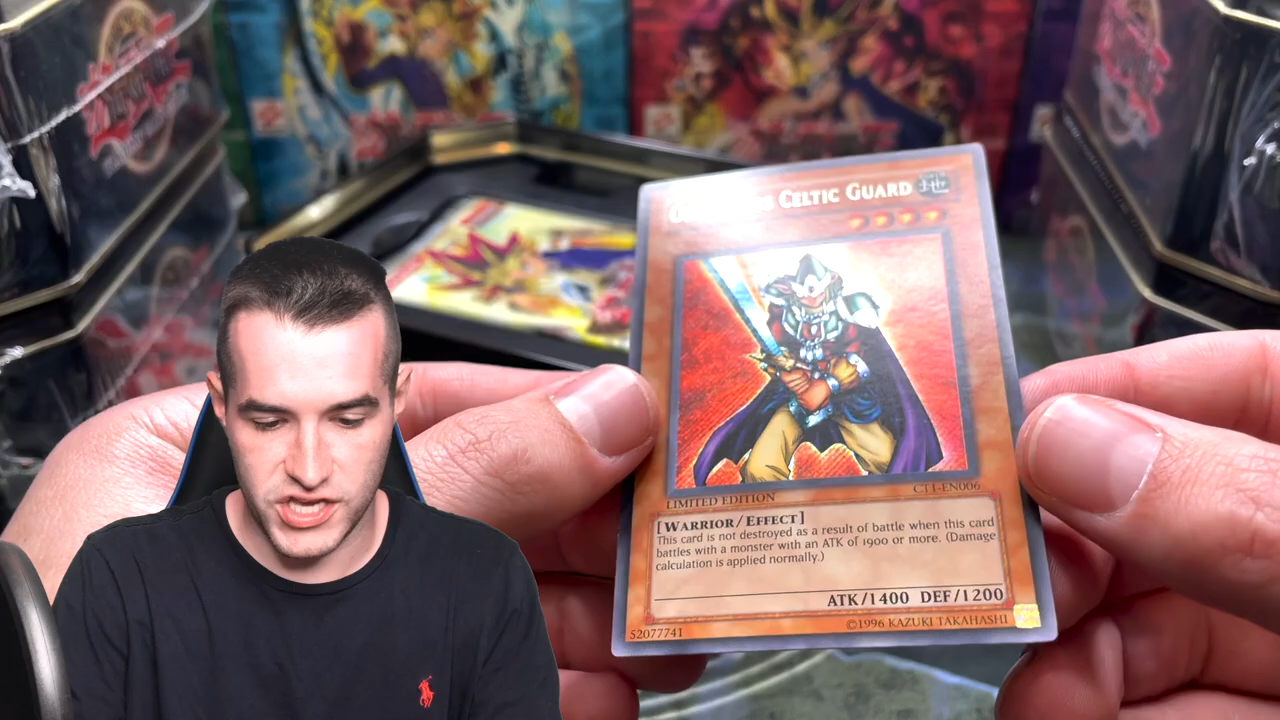 Celtic Guard
LIMITED EDITION
CT1-EN006
[Warrior/Effect]
This card is not destroyed as a result of battle when this card
battles with a monster with an ATK of 1900 or more. (Damage
calculation is applied normally.)
ATK/1400 DEF/1200
52077741
©1996 KAZUKI TAKAHASHI